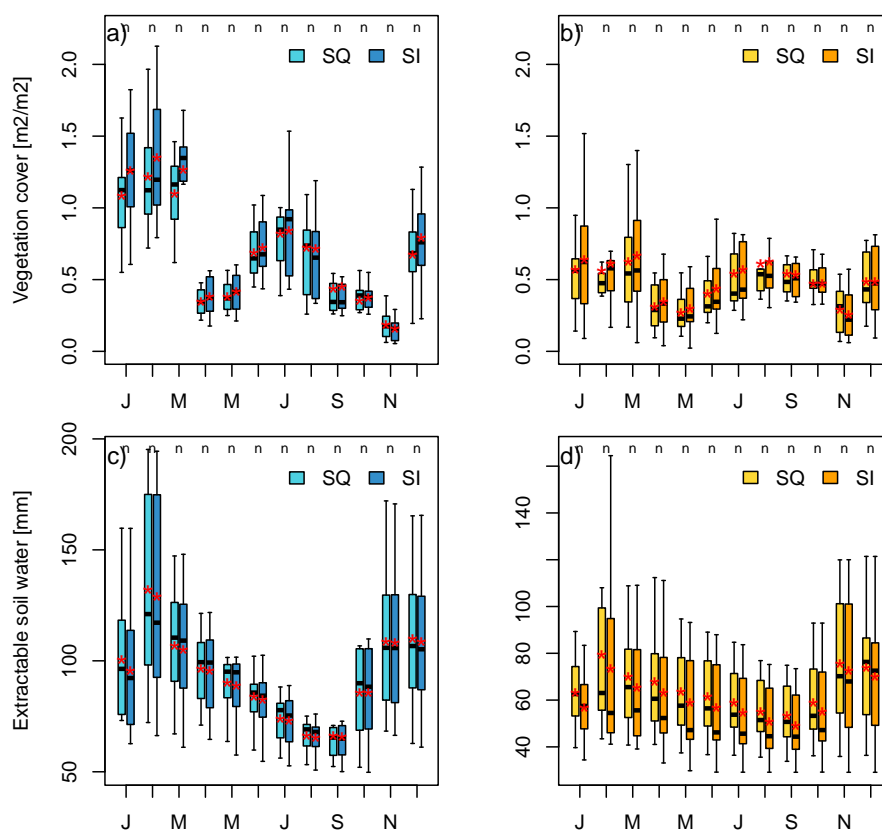 n n n n n n n n n n n n
a)
SQ SI
Vegetation cover [m2/m2]
2.0
1.5
1.0
0.5
0.0
J M M J S N
n n n n n n n n n n n n
b)
SQ SI
2.0
1.5
1.0
0.5
0.0
J M M J S N
n n n n n n n n n n n n
c)
SQ SI
Extractable soil water [mm]
200
150
100
50
J M M J S N
n n n n n n n n n n n n
d)
SQ SI
140
100
80
60
40
J M M J S N